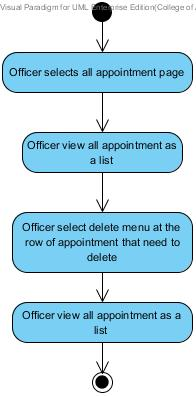 Visual Paradigm for UML Enterprise Edition(College of
Officer selects all appointment page
Officer view all appointment as
a list
Officer select delete menu at the
row of appointment that need to
delete
Officer view all appointment as a
list